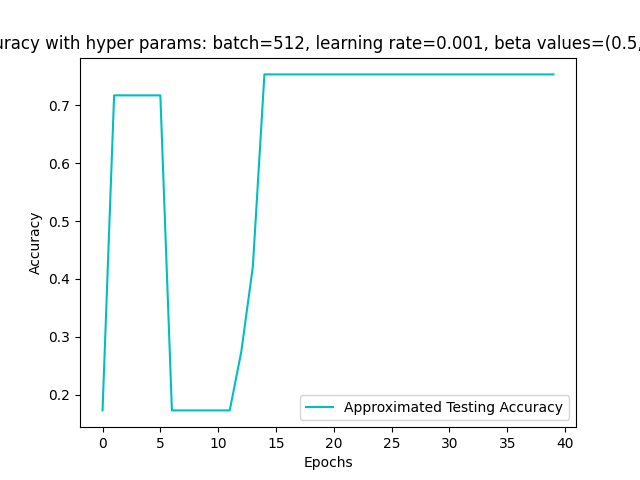 uracy with hyper params: batch=512, learning rate=0.001, beta values=(0.5,
0.7
0.6
0.5
0.4
0.3
0.2
Accuracy
Approximated Testing Accuracy
0 5 10 15 20 25 30 35 40
Epochs